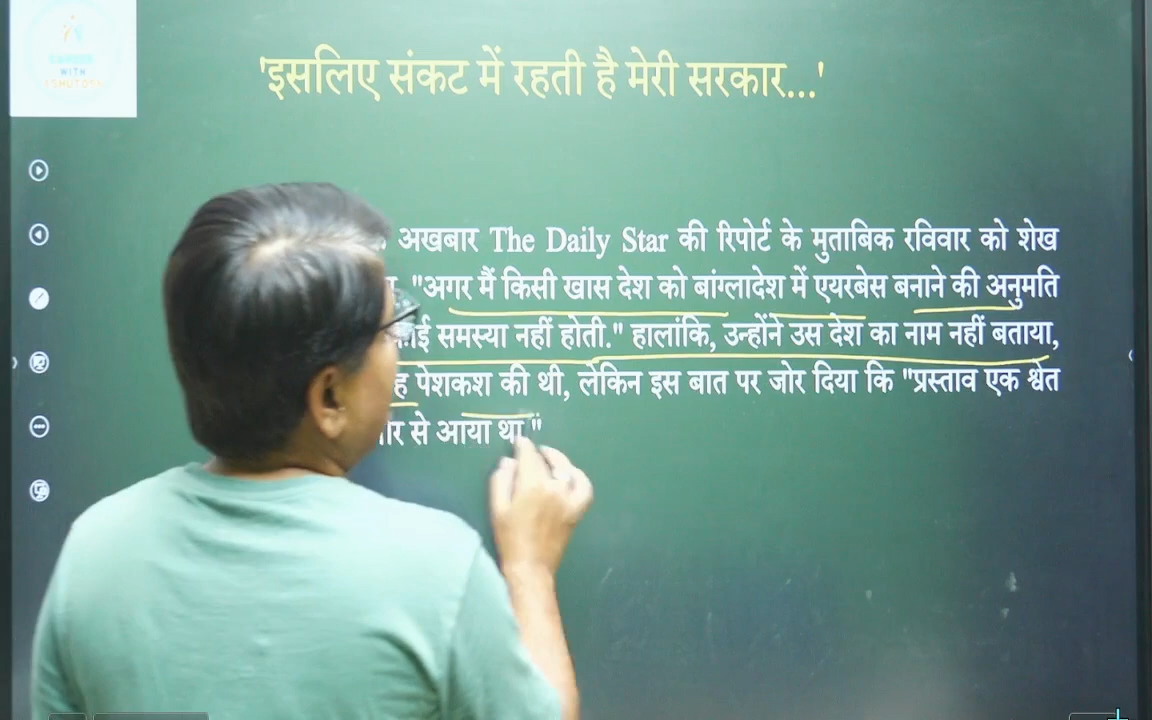 WITH
'इसलिए संकट में रहती है मेरी सरकार...'
अखबार The Daily Star की रिपोर्ट के मुताबिक रविवार को शेख
"अगर मैं किसी खास देश को बांग्लादेश में एयरबेस बनाने की अनुमति
समस्या नहीं होती." हालांकि, उन्होंने उस देश का नाम नहीं बताया,
पेशकश की थी, लेकिन इस बात पर जोर दिया कि "प्रस्ताव एक श्वेत
से आया था "